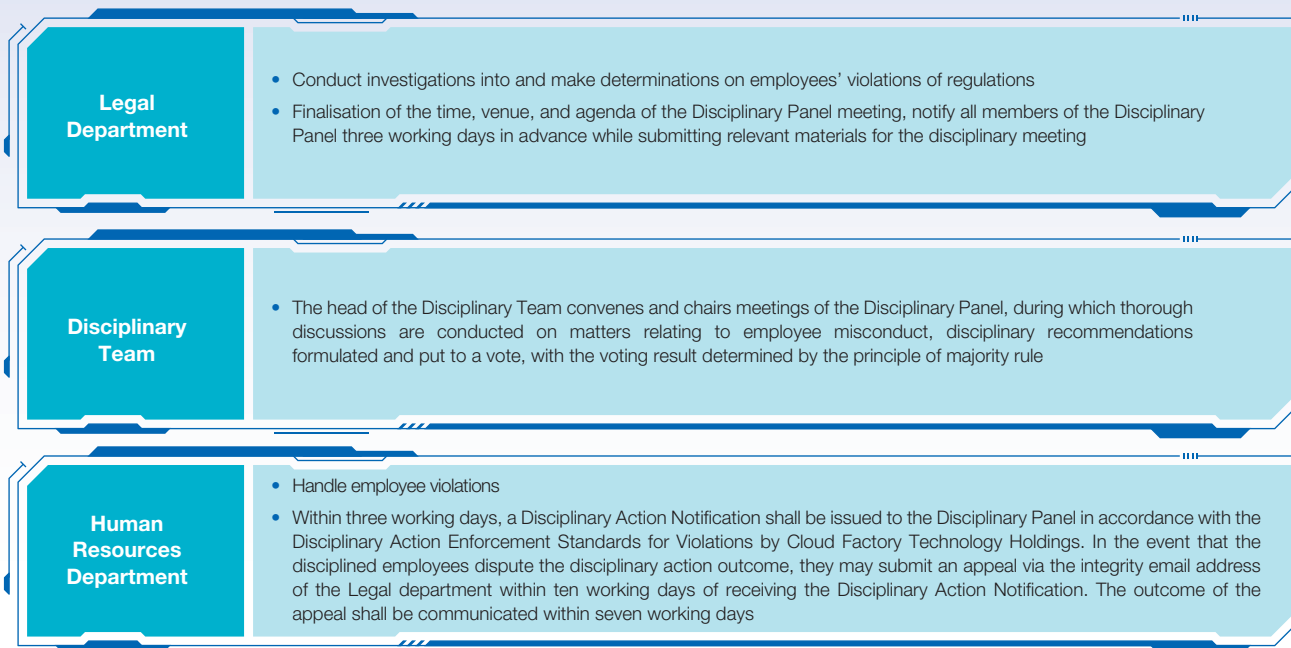 Legal
Department
• Conduct investigations into and make determinations on employees' violations of regulations
• Finalisation of the time, venue, and agenda of the Disciplinary Panel meeting, notify all members of the Disciplinary
Panel three working days in advance while submitting relevant materials for the disciplinary meeting
Disciplinary
Team
• The head of the Disciplinary Team convenes and chairs meetings of the Disciplinary Panel, during which thorough
discussions are conducted on matters relating to employee misconduct, disciplinary recommendations
formulated and put to a vote, with the voting result determined by the principle of majority rule
Human
Resources
Department
• Handle employee violations
• Within three working days, a Disciplinary Action Notification shall be issued to the Disciplinary Panel in accordance with the
Disciplinary Action Enforcement Standards for Violations by Cloud Factory Technology Holdings. In the event that the
disciplined employees dispute the disciplinary action outcome, they may submit an appeal via the integrity email address
of the Legal department within ten working days of receiving the Disciplinary Action Notification. The outcome of the
appeal shall be communicated within seven working days